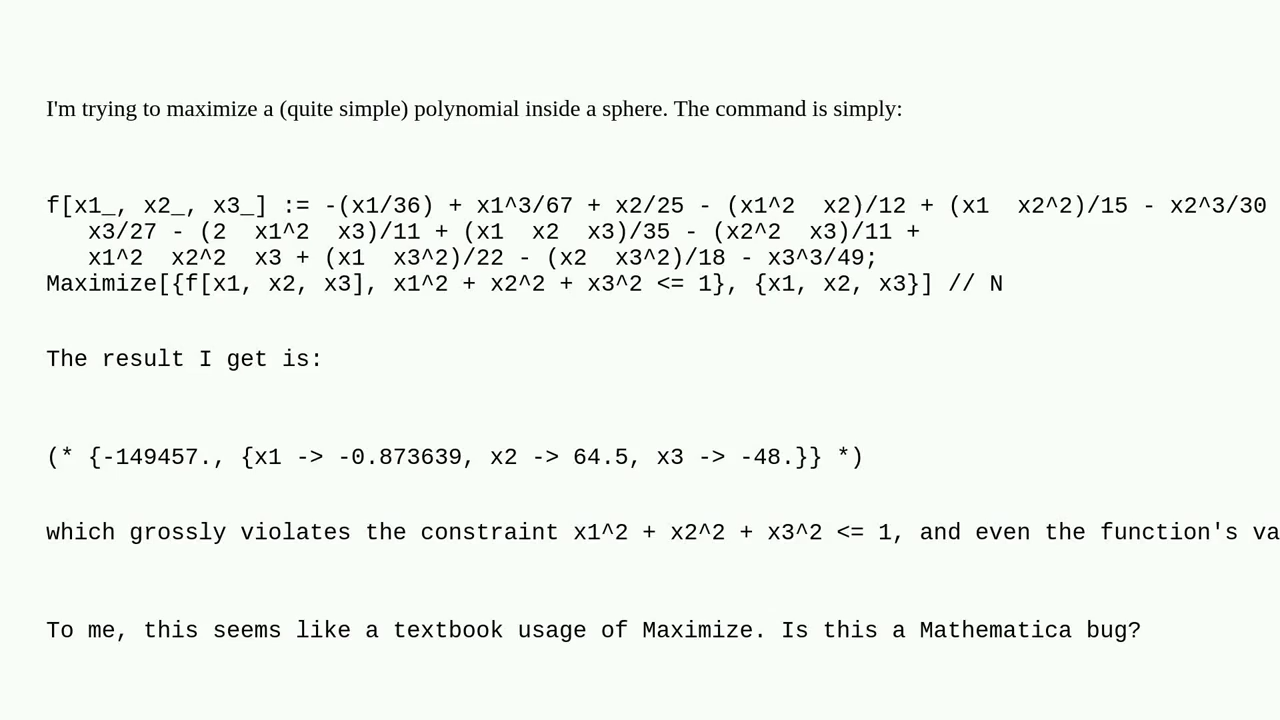 I'm trying to maximize a (quite simple) polynomial inside a sphere. The command is simply:
f[x1_, x2_, x3_] := -(x1/36) + x1^3/67 + x2/25 - (x1^2  x2)/12 + (x1  x2^2)/15 - x2^3/30
   x3/27 - (2  x1^2  x3)/11 + (x1  x2  x3)/35 - (x2^2  x3)/11 +
   x1^2  x2^2  x3 + (x1  x3^2)/22 - (x2  x3^2)/18 - x3^3/49;
Maximize[{f[x1, x2, x3], x1^2 + x2^2 + x3^2 <= 1}, {x1, x2, x3}] // N
The result I get is:
(* {-149457., {x1 -> -0.873639, x2 -> 64.5, x3 -> -48.}} *)
which grossly violates the constraint x1^2 + x2^2 + x3^2 <= 1, and even the function's va
To me, this seems like a textbook usage of Maximize. Is this a Mathematica bug?